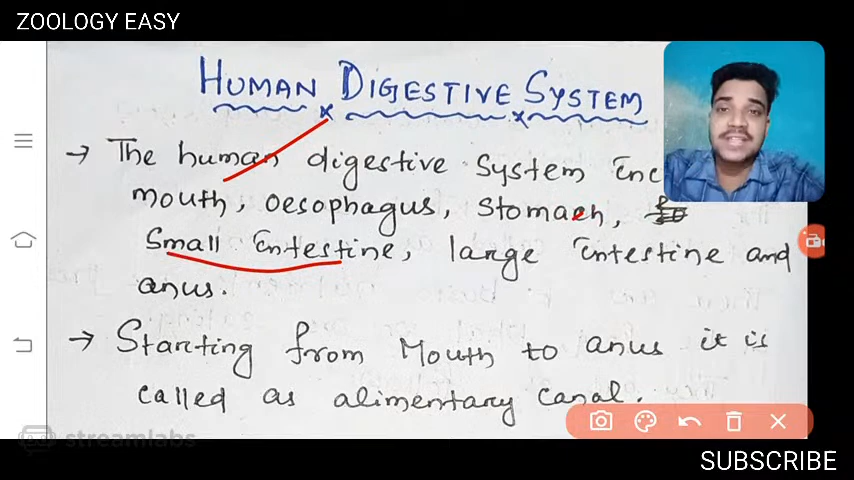 ZOOLOGY EASY
HUMAN DIGESTIVE SYSTEM
→ The human digestive System inc
mouth, oesophagus, stomach,
Small intestine, large intestine and
anus.
→ Starting from Mouth to anus it is
called as alimentary canal.
streamlabs
SUBSCRIBE